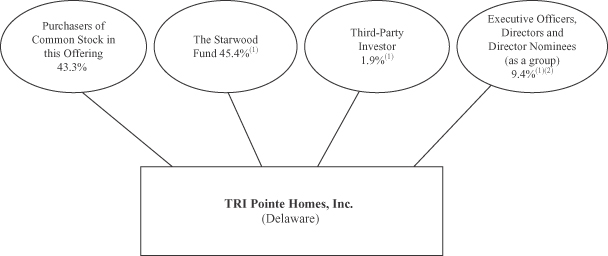 Purchasers of
Common Stock in
this Offering
43.3%
The Starwood
Fund 45.4%(1)
Third-Party
Investor
1.9%(1)
Executive Officers,
Directors and
Director Nominees
(as a group)
9.4%(1)(2)
TRI Pointe Homes, Inc.
(Delaware)